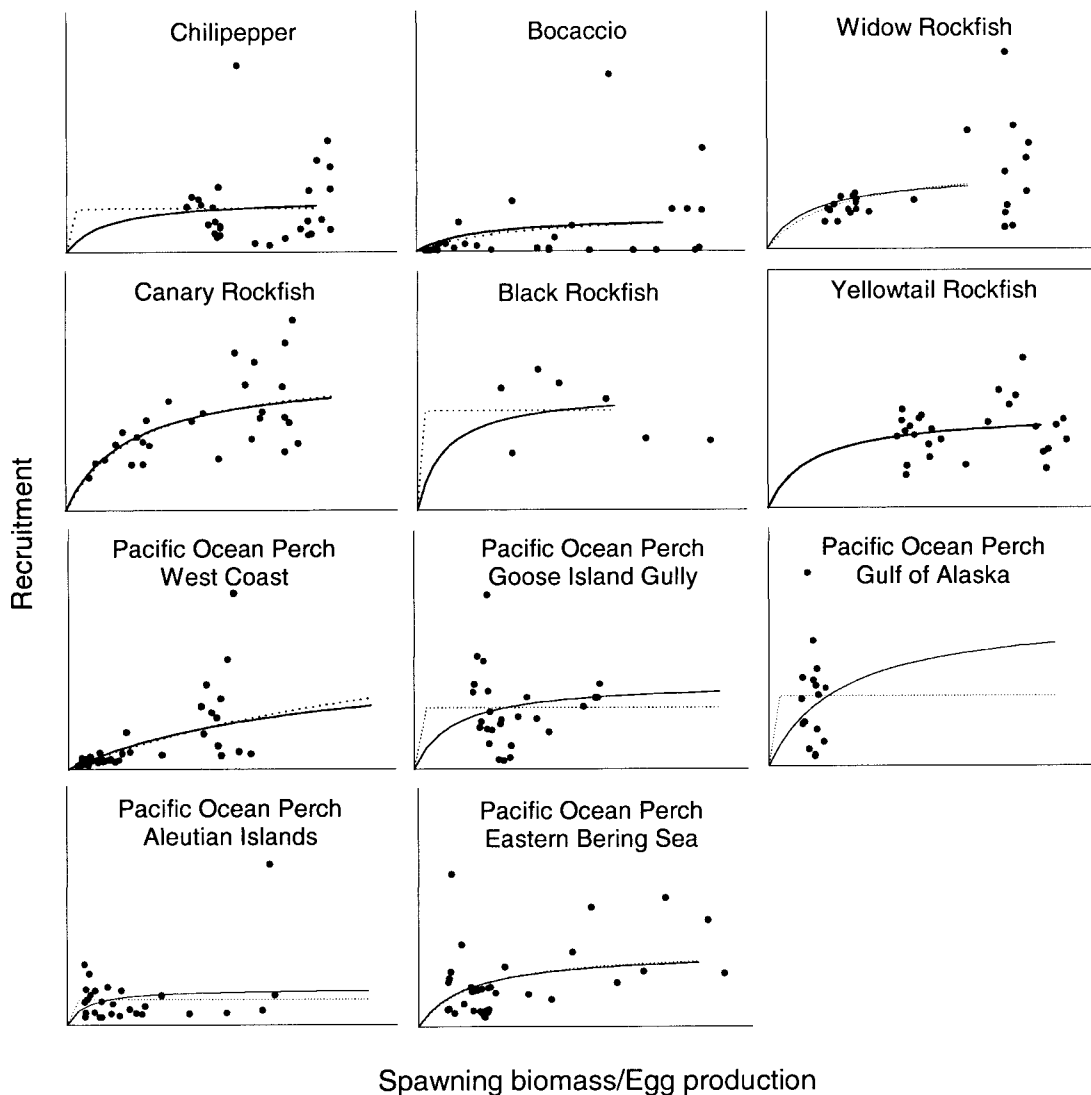 Chilipepper
Bocaccio
Widow Rockfish
Canary Rockfish
Black Rockfish
Yellowtail Rockfish
Pacific Ocean Perch
West Coast
Pacific Ocean Perch
Goose Island Gully
Pacific Ocean Perch
Gulf of Alaska
Pacific Ocean Perch
Aleutian Islands
Pacific Ocean Perch
Eastern Bering Sea
Recruitment
Spawning biomass/Egg production